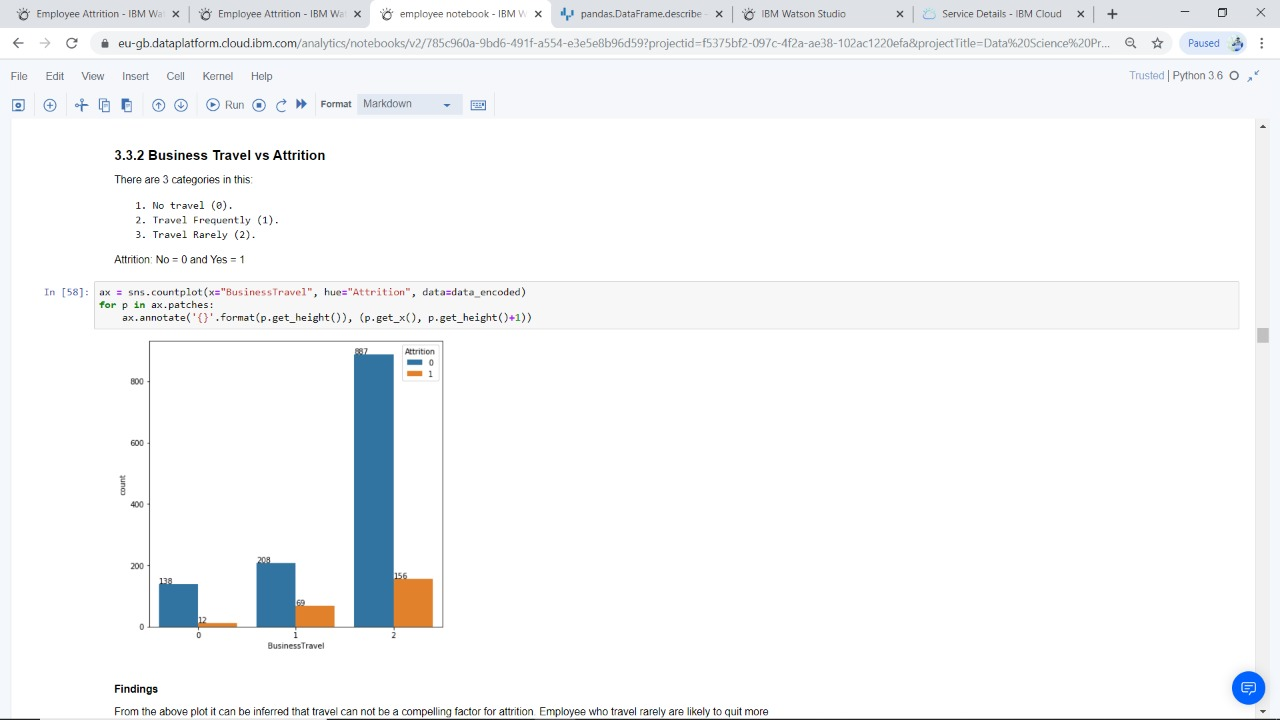 Employee Attrition - IBM Wa
Employee Attrition - IBM Wa
employee notebook - IBM W
pandas.DataFrame.describe -
IBM Watson Studio
Service Details - IBM Cloud
eu-gb.dataplatform.cloud.ibm.com/analytics/notebooks/v2/785c960a-9bd6-491f-a554-e3e5e8b96d59?projectid=f5375bf2-097c-4f2a-ae38-102ac1220efa&projectTitle=Data%20Science%20Pr...
Paused
File Edit View Insert Cell Kernel Help
Trusted | Python 3.6
Run
Format
Markdown
3.3.2 Business Travel vs Attrition
There are 3 categories in this:
1. No travel (0).
2. Travel Frequently (1).
3. Travel Rarely (2).
Attrition: No = 0 and Yes = 1
In [58]: ax = sns.countplot(x="BusinessTravel", hue="Attrition", data=data_encoded)
for p in ax.patches:
ax.annotate('{}'.format(p.get_height()), (p.get_x(), p.get_height()+1))
887
Attrition
0
1
800
600
400
200
0
count
138
12
208
69
156
0 1 2
BusinessTravel
Findings
From the above plot it can be inferred that travel can not be a compelling factor for attrition. Employee who travel rarely are likely to quit more